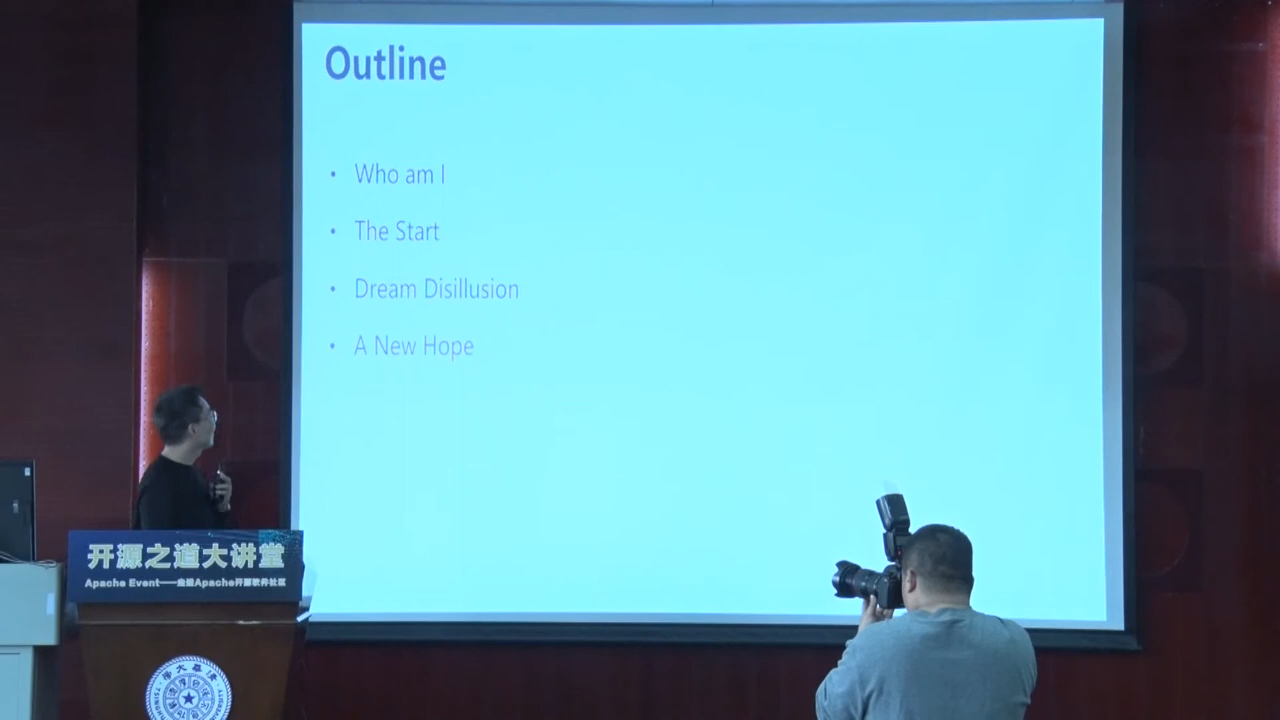 Outline
• Who am I
• The Start
• Dream Disillusion
• A New Hope
开源之道大讲堂
Apache Event——走进Apache开源软件社区